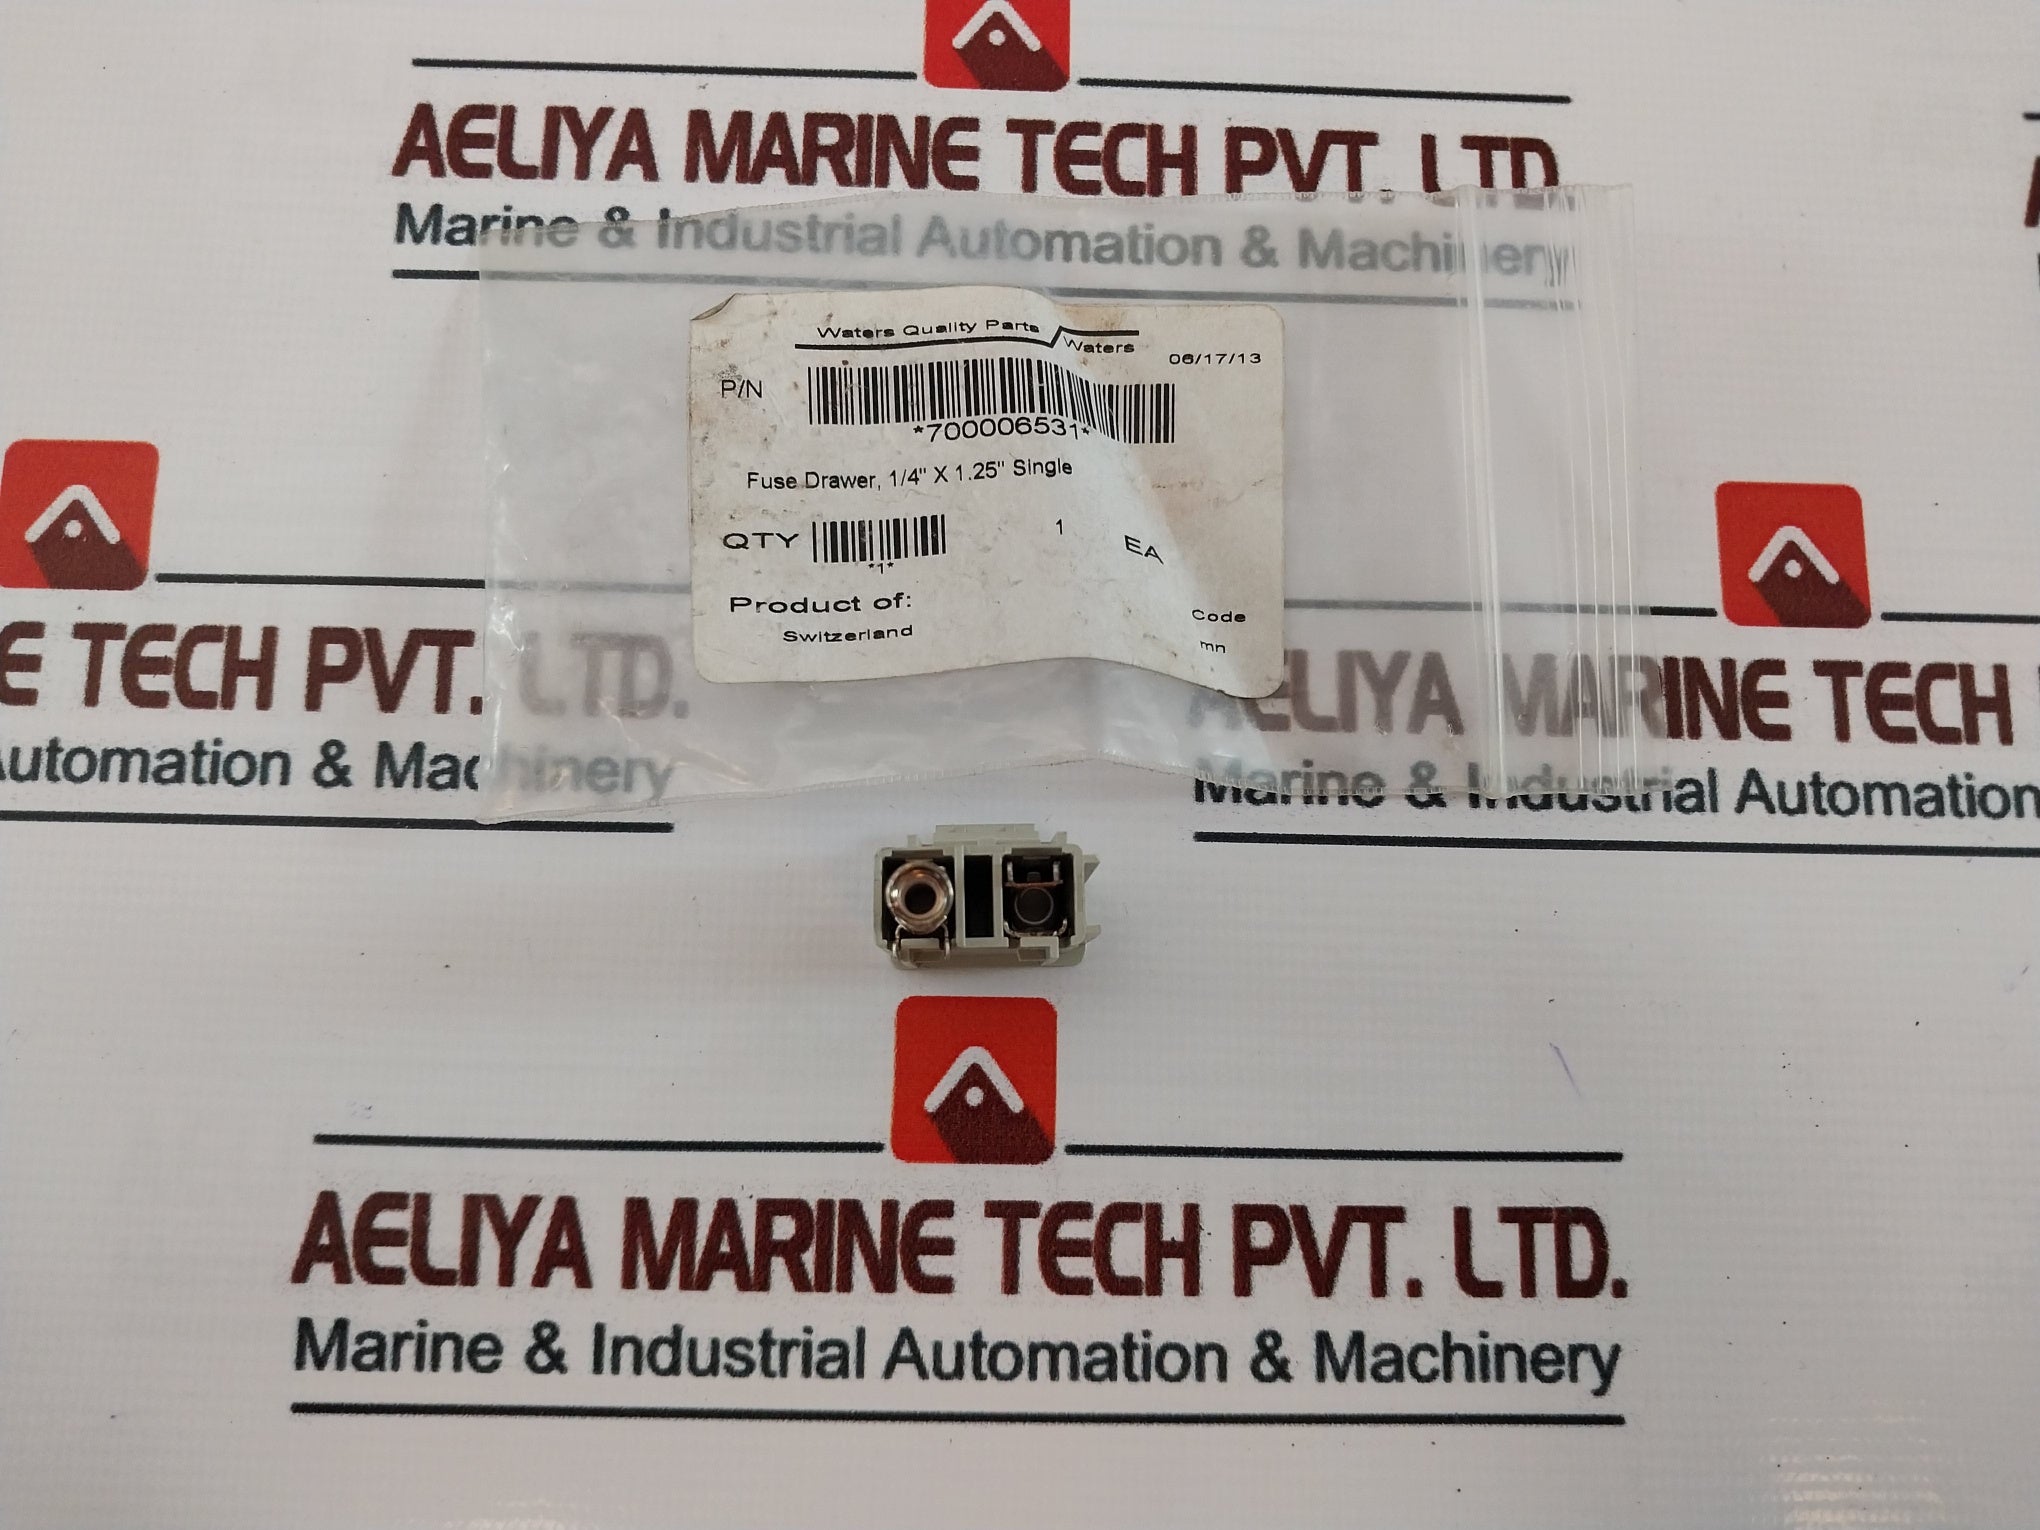 AELIYA MARINE TECH PVT. LTD.
Marine & Industrial Automation & Machinery
Waters Quality Parts
Waters
06/17/13
P/N
*700006531*
Fuse Drawer, 1/4" X 1.25" Single
QTY
1
EA
*1*
Product of:
Switzerland
Code
mn
E TECH PVT. LTD.
Automation & Machinery
AELIYA MARINE TECH
Marine & Industrial Automation
AELIYA MARINE TECH PVT. LTD.
Marine & Industrial Automation & Machinery